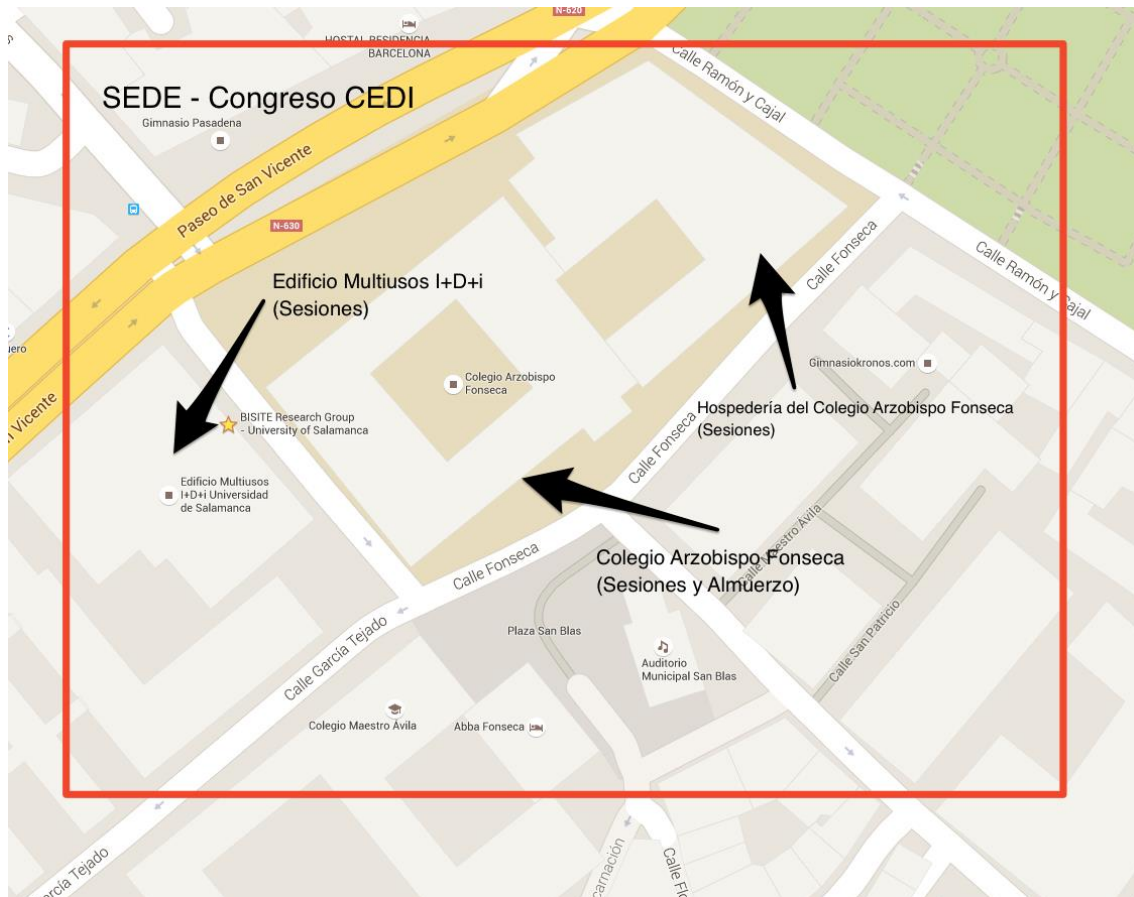 N-620
HOSTAL RESIDENCIA
BARCELONA
Calle Ramón y Cajal
SEDE - Congreso CEDI
Gimnasio Pasadena
Paseo de San Vicente
N-630
Calle Fonseca
Calle Ramón y Cajal
Edificio Multiusos I+D+i
(Sesiones)
Gimnasiokronos.com
Colegio Arzobispo
Fonseca
Hospedería del Colegio Arzobispo Fonseca
(Sesiones)
BISITE Research Group
- University of Salamanca
n Vicente
Calle Fonseca
Edificio Multiusos
I+D+i Universidad
de Salamanca
Calle Maestro Ávila
Colegio Arzobispo Fonseca
(Sesiones y Almuerzo)
Calle Fonseca
Calle San Patricio
Plaza San Blas
Calle García Tejado
Auditorio
Municipal San Blas
Colegio Maestro Ávila
Abba Fonseca
arcía Tejado
carnación
Calle Flo